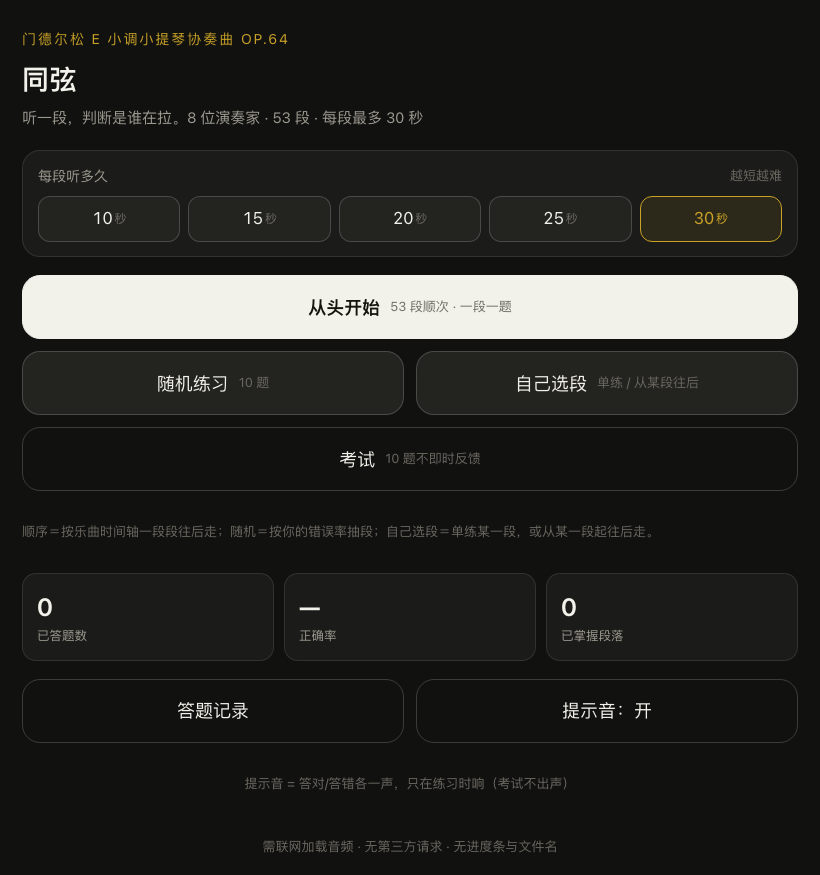 门德尔松 E 小调小提琴协奏曲 OP.64
同弦
听一段，判断是谁在拉。8 位演奏家 · 53 段 · 每段最多 30 秒
每段听多久 越短越难
10秒 15秒 20秒 25秒 30秒
从头开始 53 段顺次 · 一段一题
随机练习 10 题 自己选段 单练 / 从某段往后
考试 10 题不即时反馈
顺序＝按乐曲时间轴一段段往后走；随机＝按你的错误率抽段；自己选段＝单练某一段，或从某一段起往后走。
0 — 0
已答题数 正确率 已掌握段落
答题记录 提示音：开
提示音 = 答对/答错各一声，只在练习时响（考试不出声）
需联网加载音频 · 无第三方请求 · 无进度条与文件名